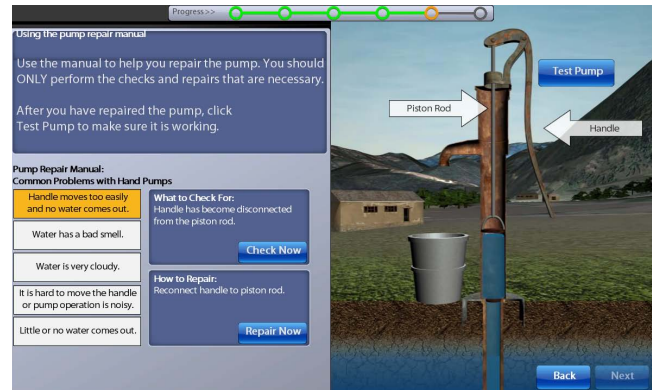 Progress>>
Using the pump repair manual
Use the manual to help you repair the pump. You should
ONLY perform the checks and repairs that are necessary.
After you have repaired the pump, click
Test Pump to make sure it is working.
Pump Repair Manual:
Common Problems with Hand Pumps
Handle moves too easily
and no water comes out.
Water has a bad smell.
Water is very cloudy.
It is hard to move the handle
or pump operation is noisy.
Little or no water comes out.
What to Check For:
Handle has become disconnected
from the piston rod.
Check Now
How to Repair:
Reconnect handle to piston rod.
Repair Now
Test Pump
Piston Rod
Handle
Back
Next